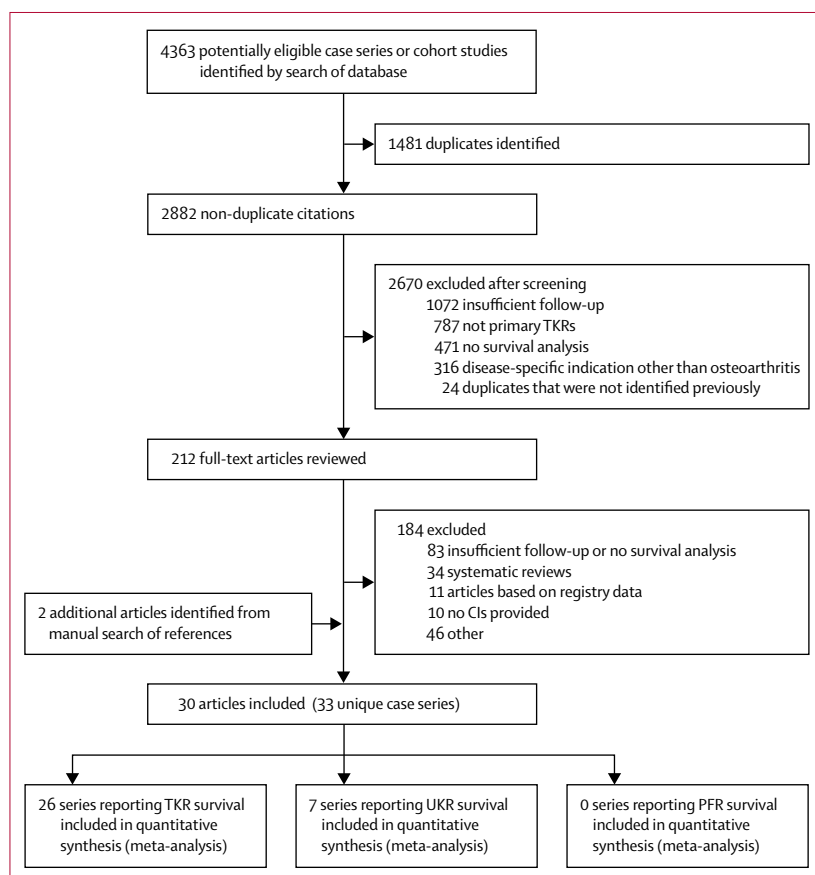 4363 potentially eligible case series or cohort studies
identified by search of database
1481 duplicates identified
2882 non-duplicate citations
2670 excluded after screening
1072 insufficient follow-up
787 not primary TKRs
471 no survival analysis
316 disease-specific indication other than osteoarthritis
24 duplicates that were not identified previously
212 full-text articles reviewed
184 excluded
83 insufficient follow-up or no survival analysis
34 systematic reviews
11 articles based on registry data
10 no CIs provided
46 other
2 additional articles identified from
manual search of references
30 articles included (33 unique case series)
26 series reporting TKR survival
included in quantitative
synthesis (meta-analysis)
7 series reporting UKR survival
included in quantitative
synthesis (meta-analysis)
0 series reporting PFR survival
included in quantitative
synthesis (meta-analysis)